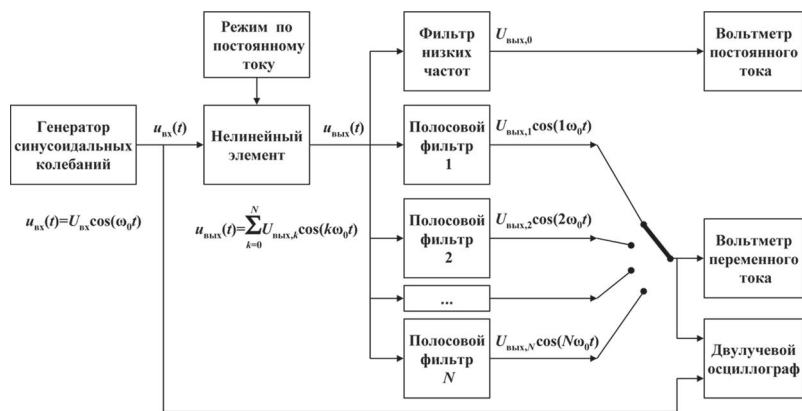 Режим по
постоянному
току
Фильтр
низких
частот
Uвых,0
Вольтметр
постоянного
тока
Генератор
синусоидальных
колебаний
uвх(t)
Нелинейный
элемент
uвых(t)
Полосовой
фильтр
1
Uвых,1cos(1ω0t)
uвх(t)=Uвхcos(ω0t)
uвых(t)=∑Uвых,kcos(kω0t)
N
k=0
Полосовой
фильтр
2
Uвых,2cos(2ω0t)
Вольтметр
переменного
тока
...
Полосовой
фильтр
N
Uвых,Ncos(Nω0t)
Двулучевой
осциллограф